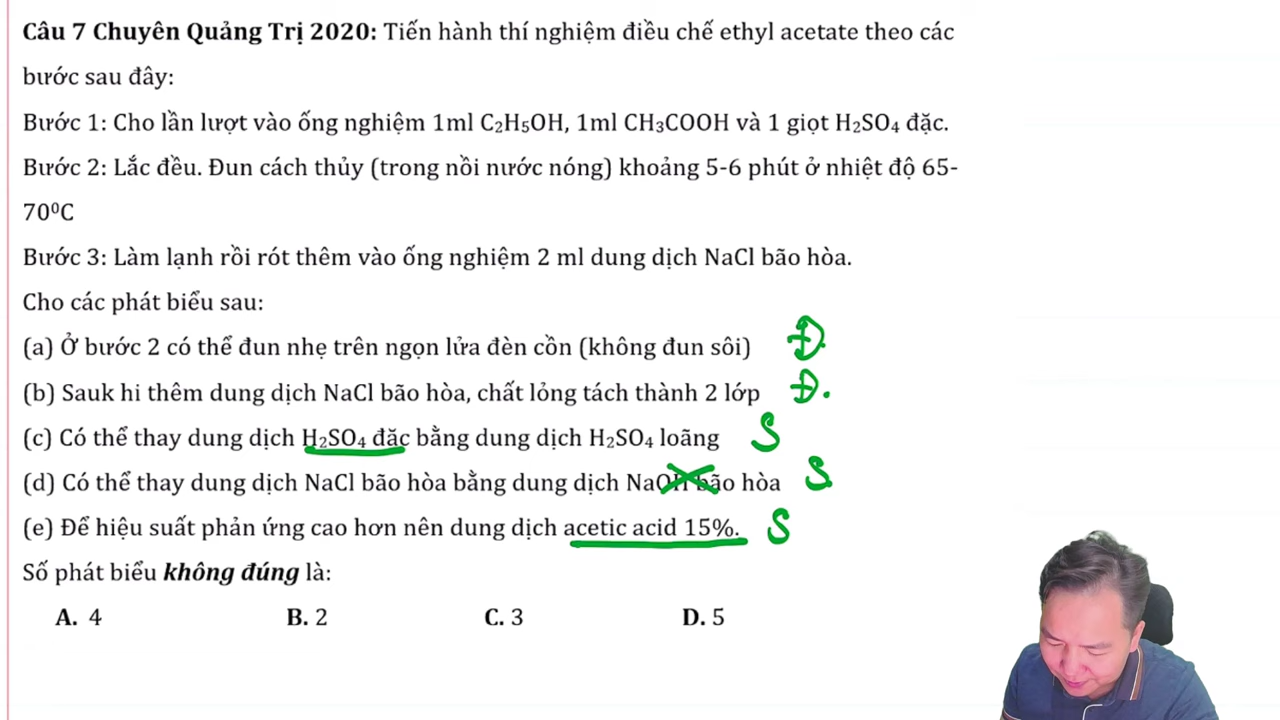 Câu 7 Chuyên Quảng Trị 2020: Tiến hành thí nghiệm điều chế ethyl acetate theo các
bước sau đây:
Bước 1: Cho lần lượt vào ống nghiệm 1ml C₂H₅OH, 1ml CH₃COOH và 1 giọt H₂SO₄ đặc.
Bước 2: Lắc đều. Đun cách thủy (trong nồi nước nóng) khoảng 5-6 phút ở nhiệt độ 65-
70⁰C
Bước 3: Làm lạnh rồi rót thêm vào ống nghiệm 2 ml dung dịch NaCl bão hòa.
Cho các phát biểu sau:
(a) Ở bước 2 có thể đun nhẹ trên ngọn lửa đèn cồn (không đun sôi) Đ.
(b) Sauk hi thêm dung dịch NaCl bão hòa, chất lỏng tách thành 2 lớp Đ.
(c) Có thể thay dung dịch H₂SO₄ đặc bằng dung dịch H₂SO₄ loãng S
(d) Có thể thay dung dịch NaCl bão hòa bằng dung dịch NaOH bão hòa S
(e) Để hiệu suất phản ứng cao hơn nên dung dịch acetic acid 15%. S
Số phát biểu không đúng là:
A. 4 B. 2 C. 3 D. 5